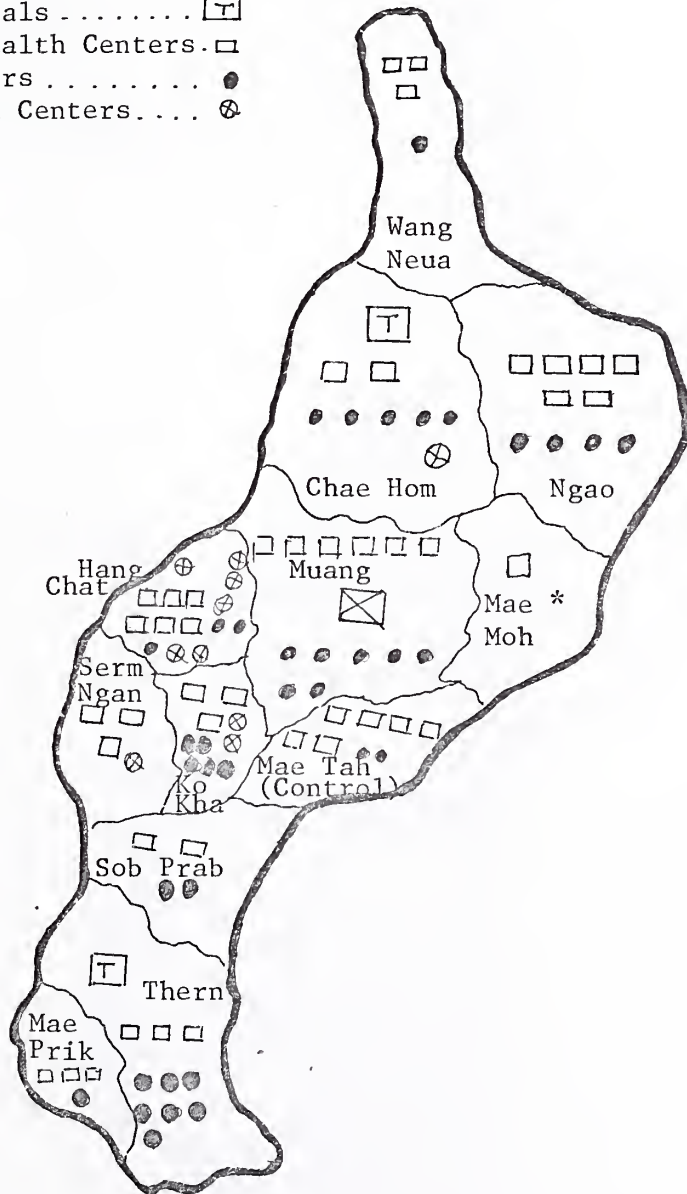 als ........ T
alth Centers.
rs .........
Centers....
Wang
Neua
T
Chae Hom
Ngao
Hang
Chat
Muang
Mae *
Moh
Serm
Ngan
Ko
Kha
Mae Tah
(Control)
Sob Prab
T
Thern
Mae
Prik